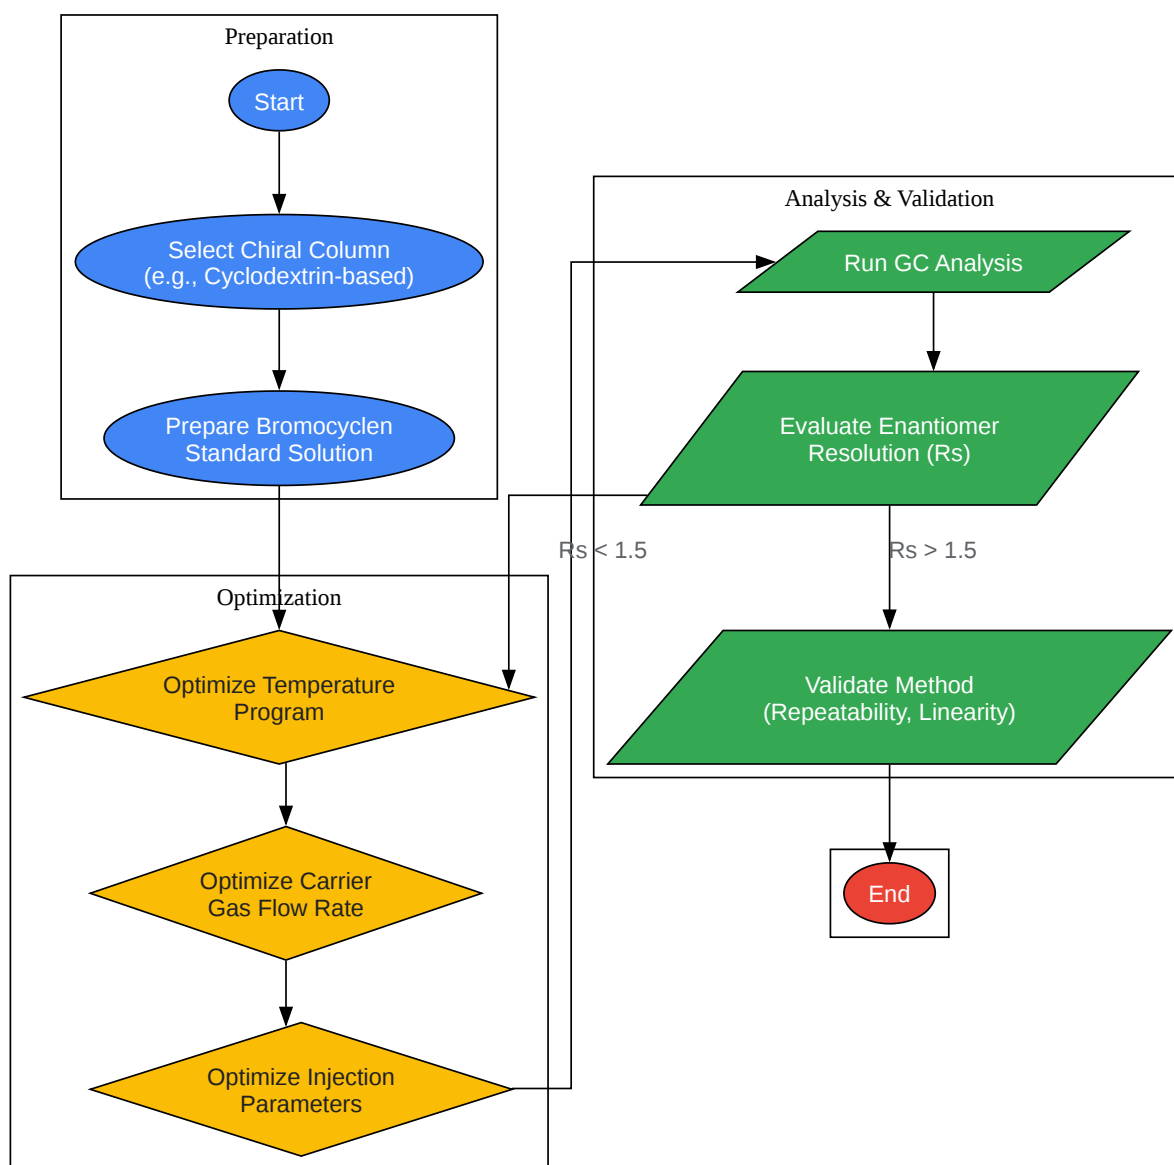 Preparation
Start
Select Chiral Column
(e.g., Cyclodextrin-based)
Prepare Bromocyclen
Standard Solution
Optimization
Optimize Temperature
Program
Optimize Carrier
Gas Flow Rate
Optimize Injection
Parameters
Analysis & Validation
Run GC Analysis
Evaluate Enantiomer
Resolution (Rs)
Rs < 1.5
Rs > 1.5
Validate Method
(Repeatability, Linearity)
End